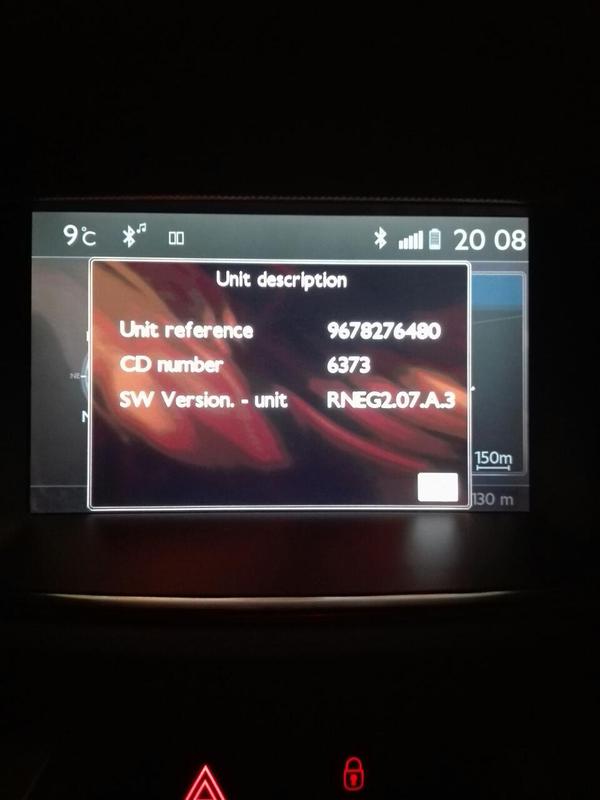 9°C 20 08
Unit description
Unit reference 9678276480
CD number 6373
SW Version. - unit RNEG2.07.A.3
NE
150m
130 m